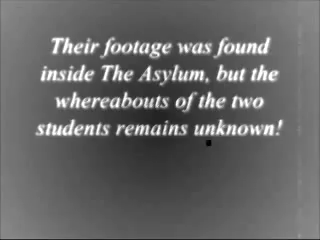 Their footage was found
inside The Asylum, but the
whereabouts of the two
students remains unknown!